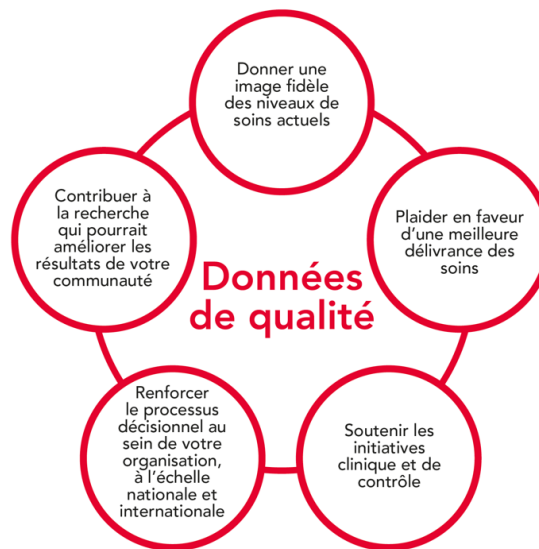 Donner une
image fidèle
des niveaux de
soins actuels
Plaider en faveur
d'une meilleure
délivrance des
soins
Soutenir les
initiatives
clinique et de
contrôle
Renforcer
le processus
décisionnel au
sein de votre
organisation,
à l'échelle
nationale et
internationale
Contribuer à
la recherche
qui pourrait
améliorer les
résultats de votre
communauté
Données
de qualité